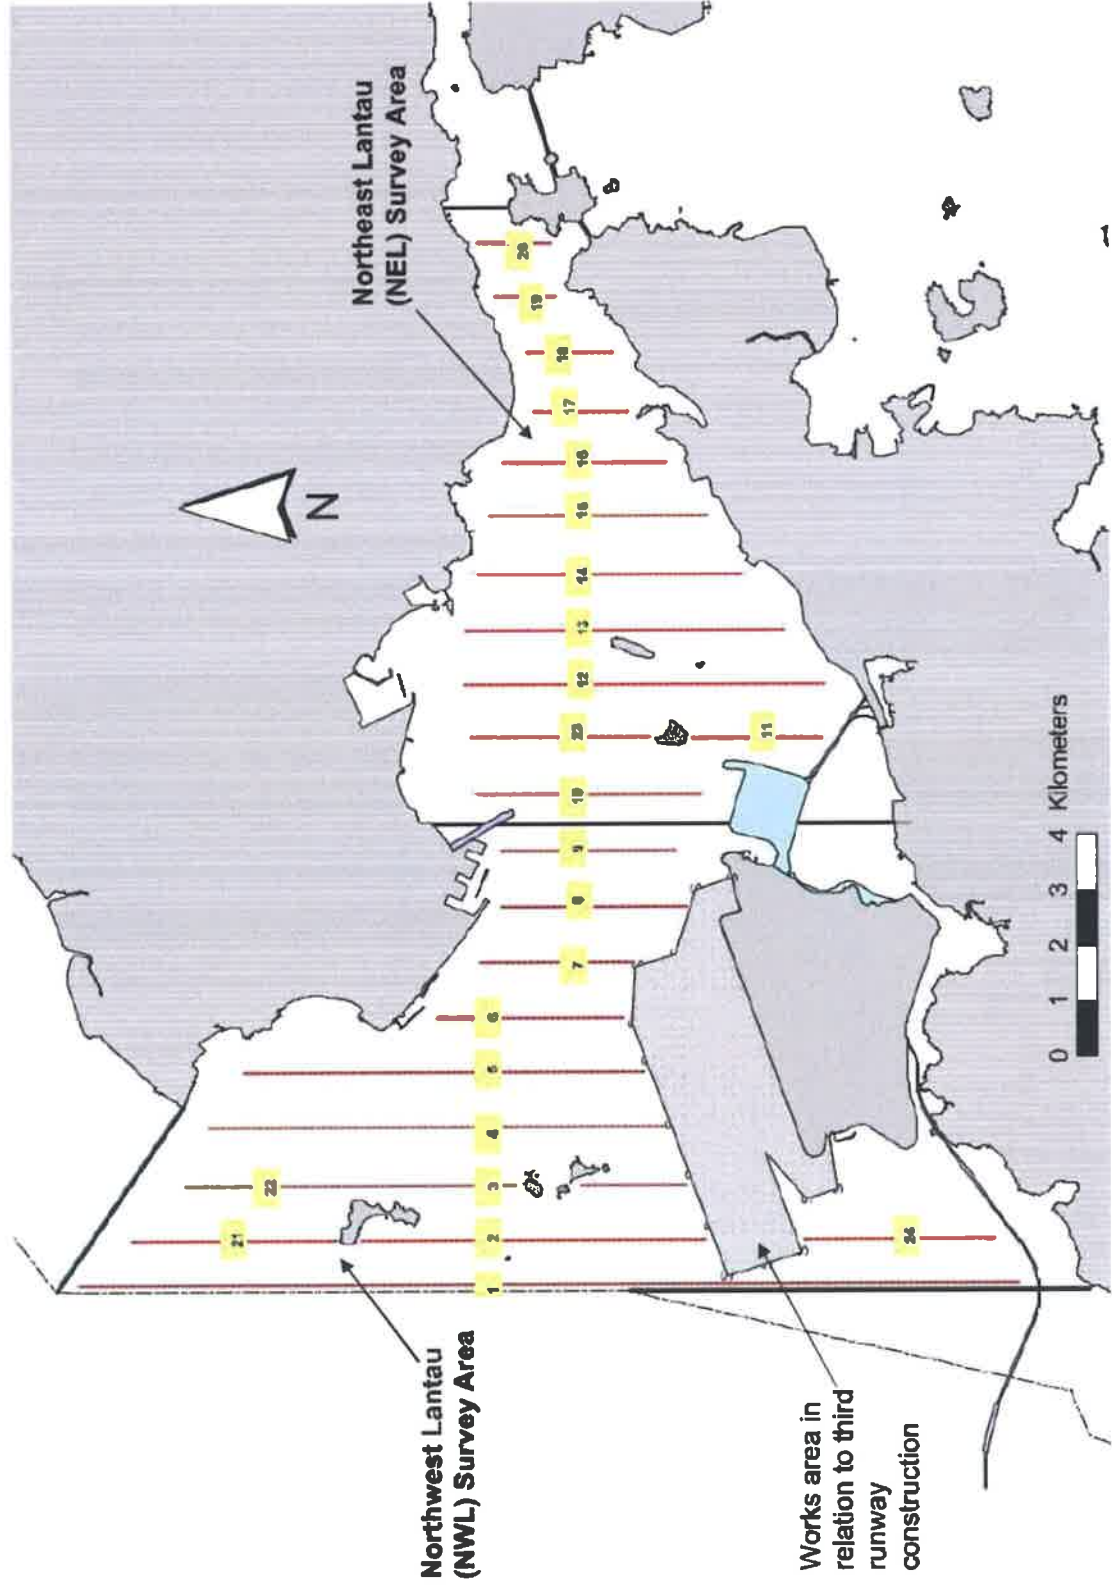 Northeast Lantau
(NEL) Survey Area
N
Northwest Lantau
(NWL) Survey Area
21
22
1
2
3
4
5
6
7
8
9
10
23
12
13
14
15
16
17
18
19
20
11
24
Works area in
relation to third
runway
construction
0 1 2 3 4 Kilometers